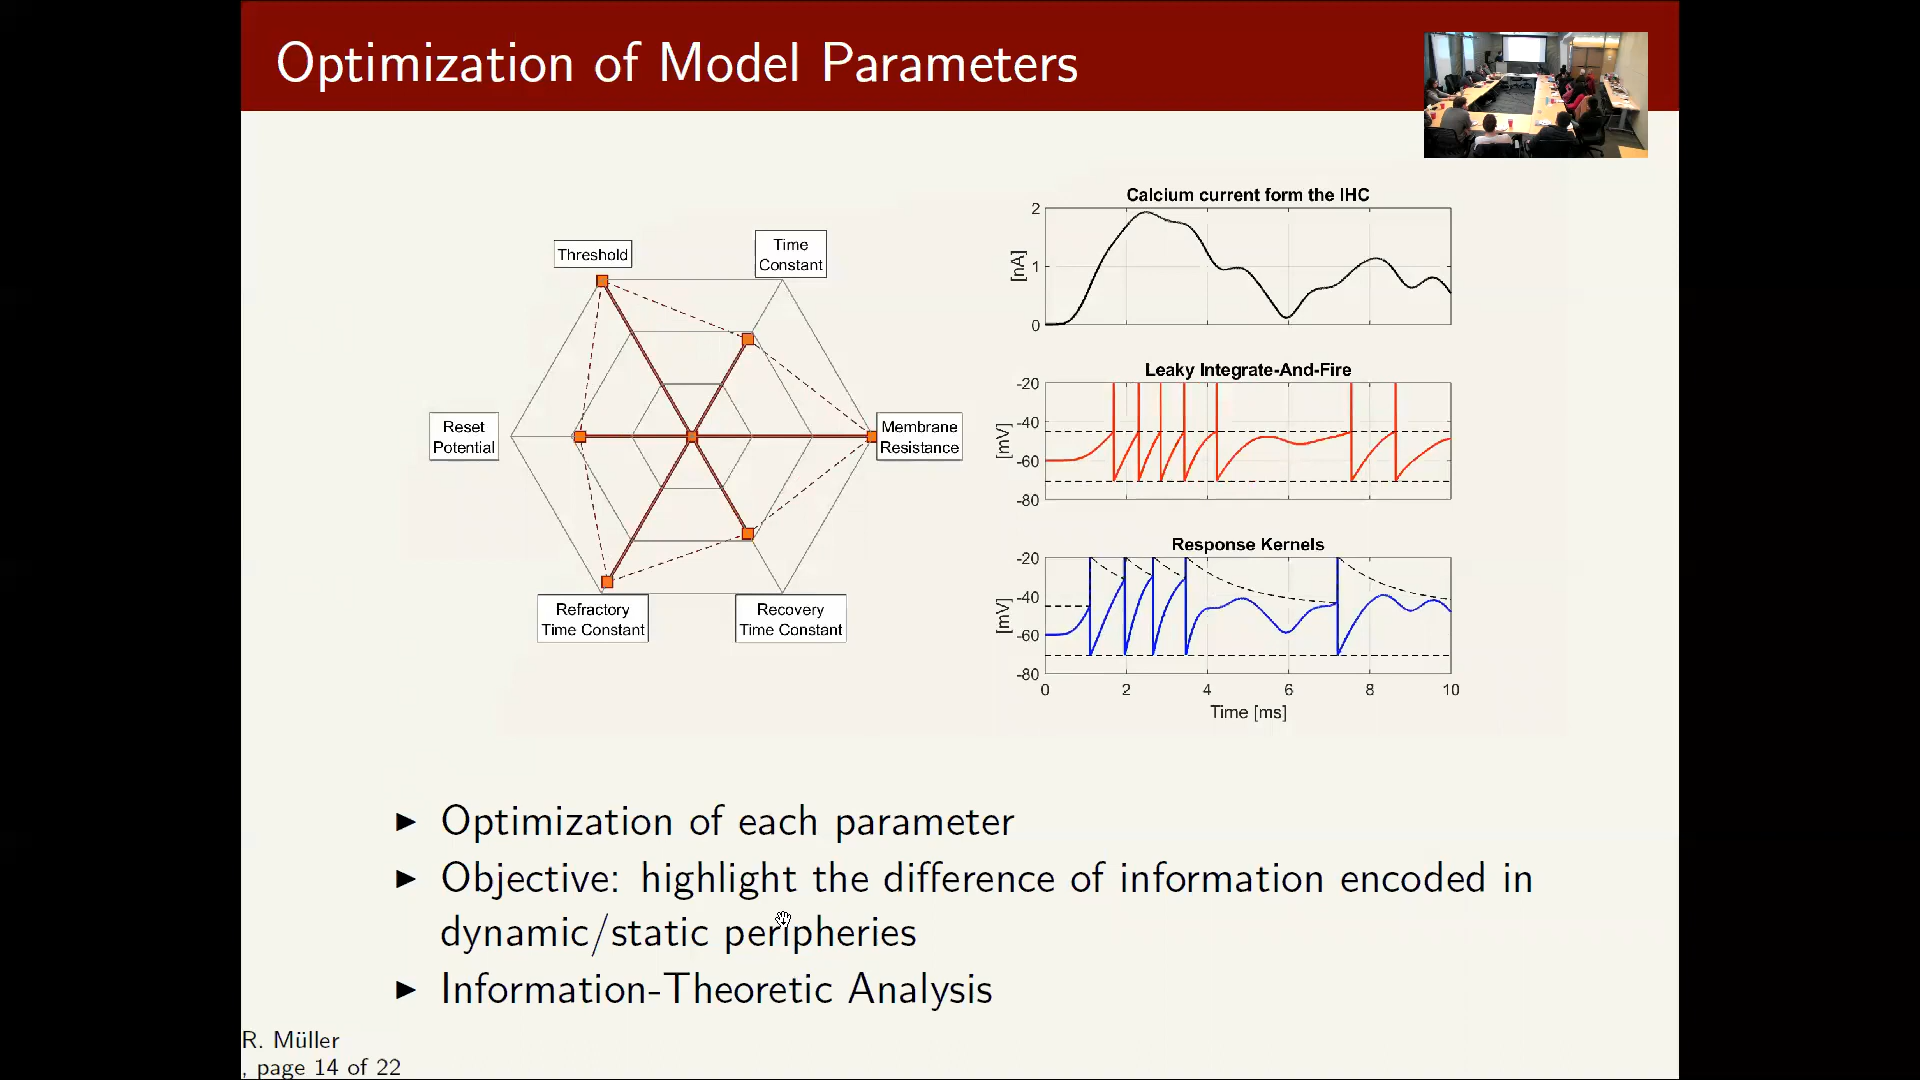 Optimization of Model Parameters
Threshold
Time
Constant
Reset
Potential
Membrane
Resistance
Refractory
Time Constant
Recovery
Time Constant
Calcium current form the IHC
2
1
0
[nA]
Leaky Integrate-And-Fire
-20
-40
-60
-80
[mV]
Response Kernels
-20
-40
-60
-80
[mV]
0 2 4 6 8 10
Time [ms]
► Optimization of each parameter
► Objective: highlight the difference of information encoded in
dynamic/static peripheries
► Information-Theoretic Analysis
R. Müller
, page 14 of 22